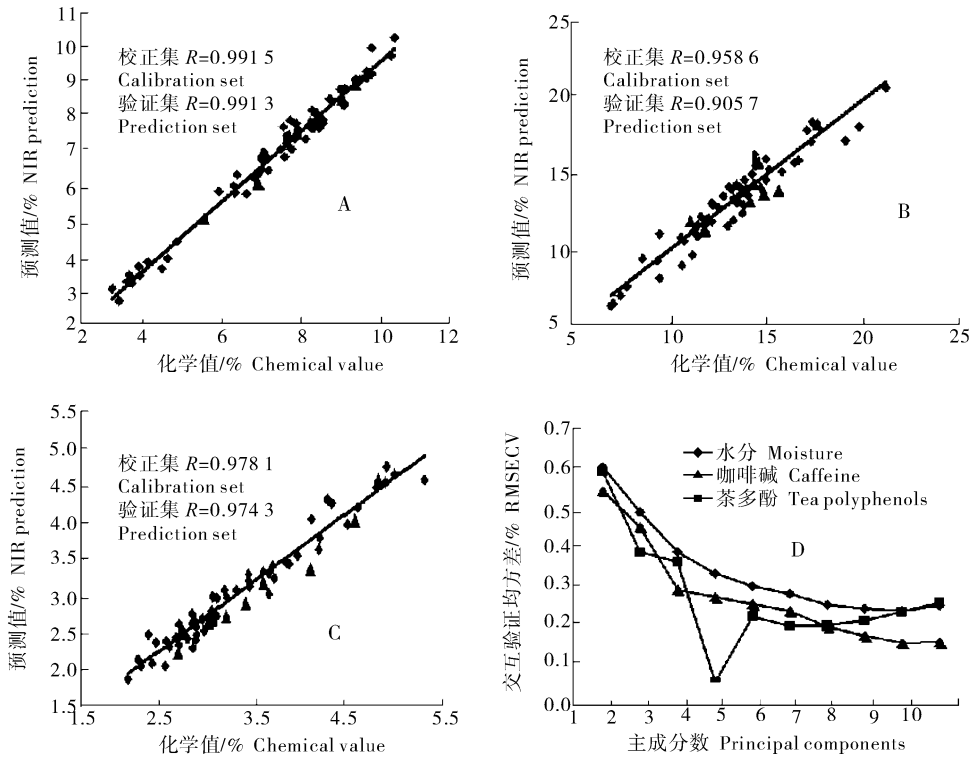 11
10
9
8
7
6
5
4
3
2
预测值/% NIR prediction
校正集 R=0.991 5
Calibration set
验证集 R=0.991 3
Prediction set
A
2 4 6 8 10 12
化学值/% Chemical value
25
20
15
10
5
预测值/% NIR prediction
校正集 R=0.958 6
Calibration set
验证集 R=0.905 7
Prediction set
B
5 10 15 20 25
化学值/% Chemical value
5.5
5.0
4.5
4.0
3.5
3.0
2.5
2.0
1.5
预测值/% NIR prediction
校正集 R=0.978 1
Calibration set
验证集 R=0.974 3
Prediction set
C
1.5 2.5 3.5 4.5 5.5
化学值/% Chemical value
0.7
0.6
0.5
0.4
0.3
0.2
0.1
0.0
交互验证均方差/% RMSECV
水分 Moisture
咖啡碱 Caffeine
茶多酚 Tea polyphenols
D
1 2 3 4 5 6 7 8 9 10
主成分数 Principal components